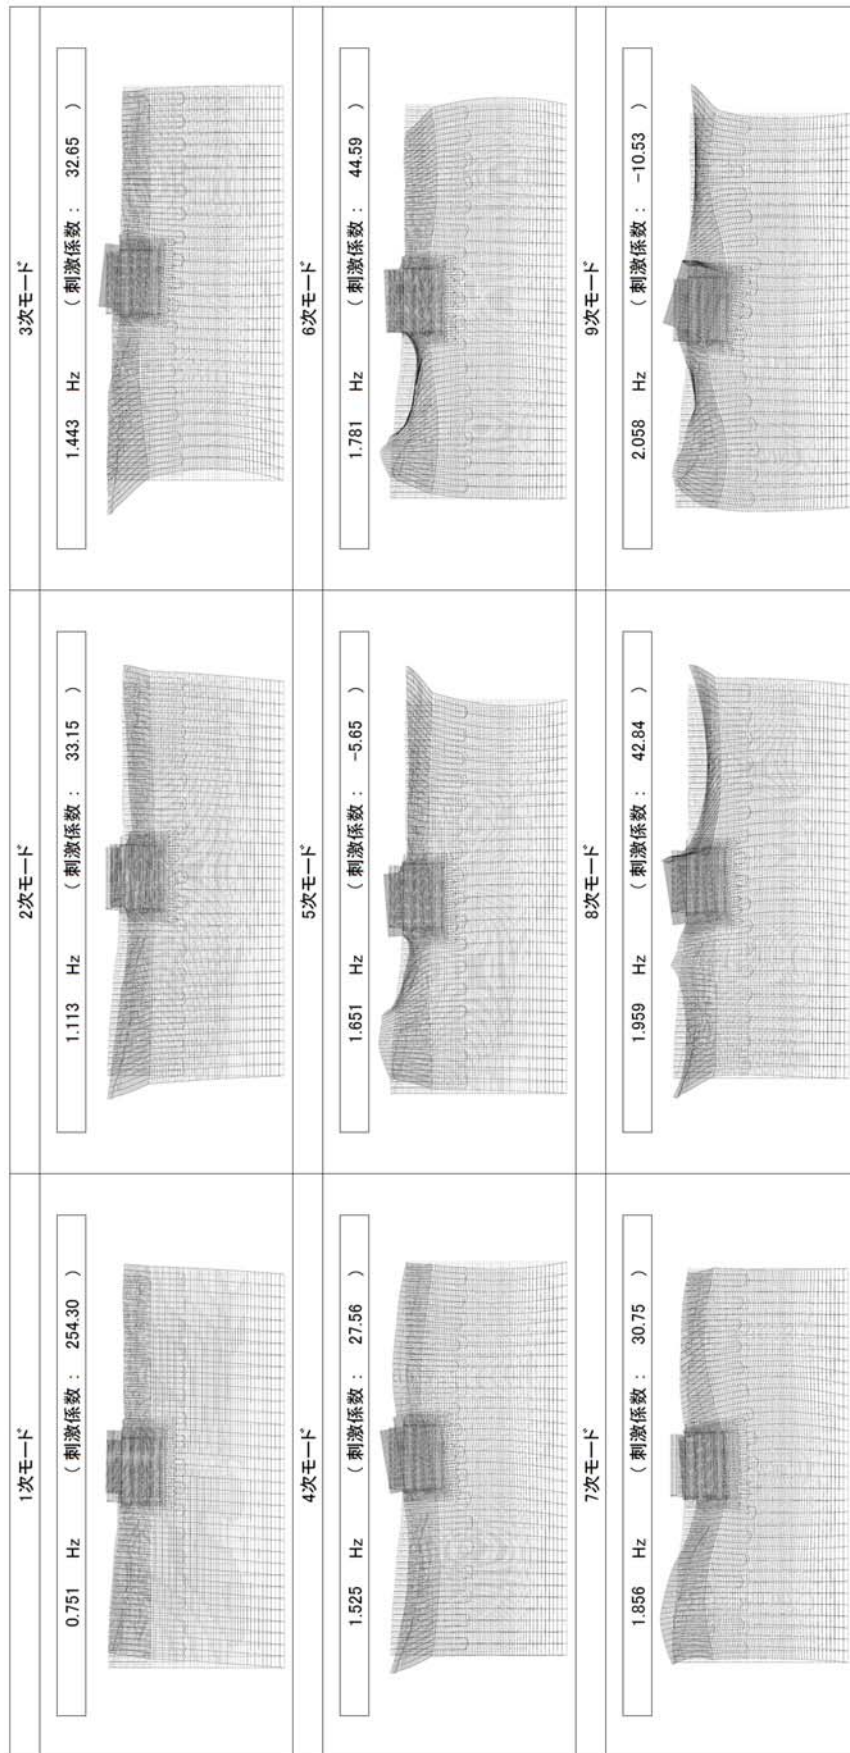 1次モード
0.751 Hz (刺激係数: 254.30 )
2次モード
1.113 Hz (刺激係数: 33.15 )
3次モード
1.443 Hz (刺激係数: 32.65 )
4次モード
1.525 Hz (刺激係数: 27.56 )
5次モード
1.651 Hz (刺激係数: -5.65 )
6次モード
1.781 Hz (刺激係数: 44.59 )
7次モード
1.856 Hz (刺激係数: 30.75 )
8次モード
1.959 Hz (刺激係数: 42.84 )
9次モード
2.058 Hz (刺激係数: -10.53 )